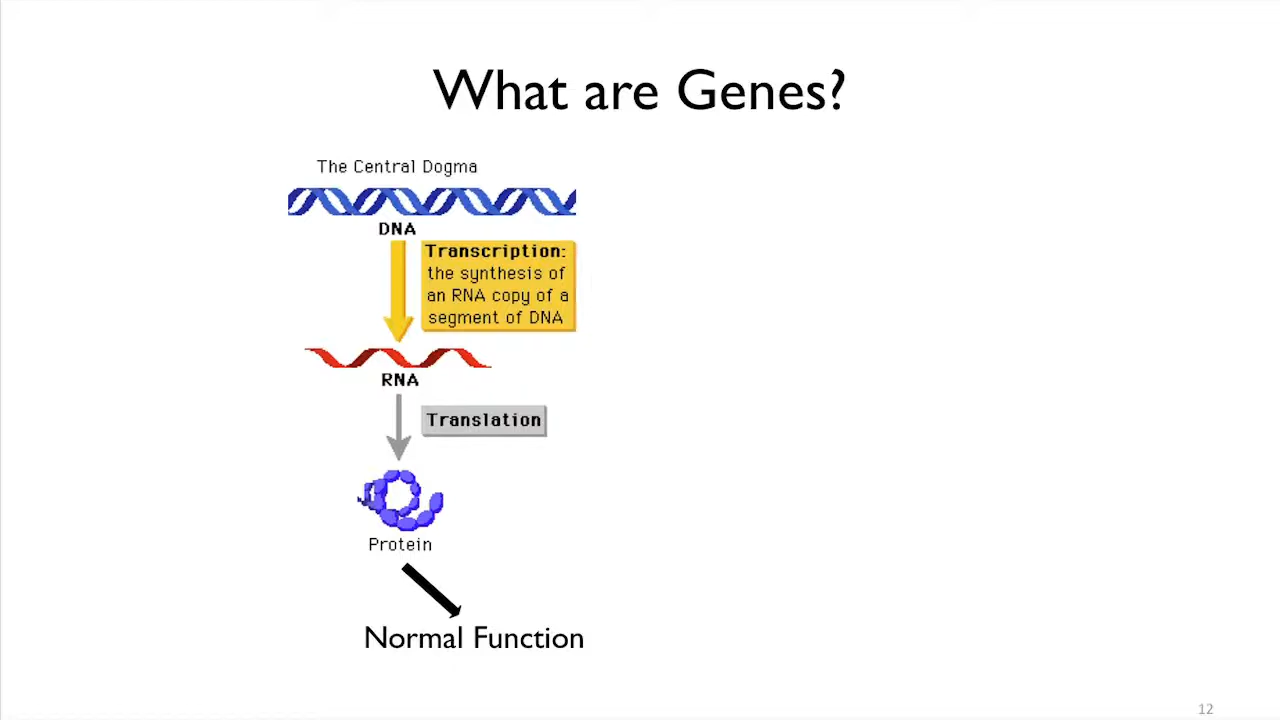 What are Genes?
The Central Dogma
DNA
Transcription:
the synthesis of
an RNA copy of a
segment of DNA
RNA
Translation
Protein
Normal Function
12